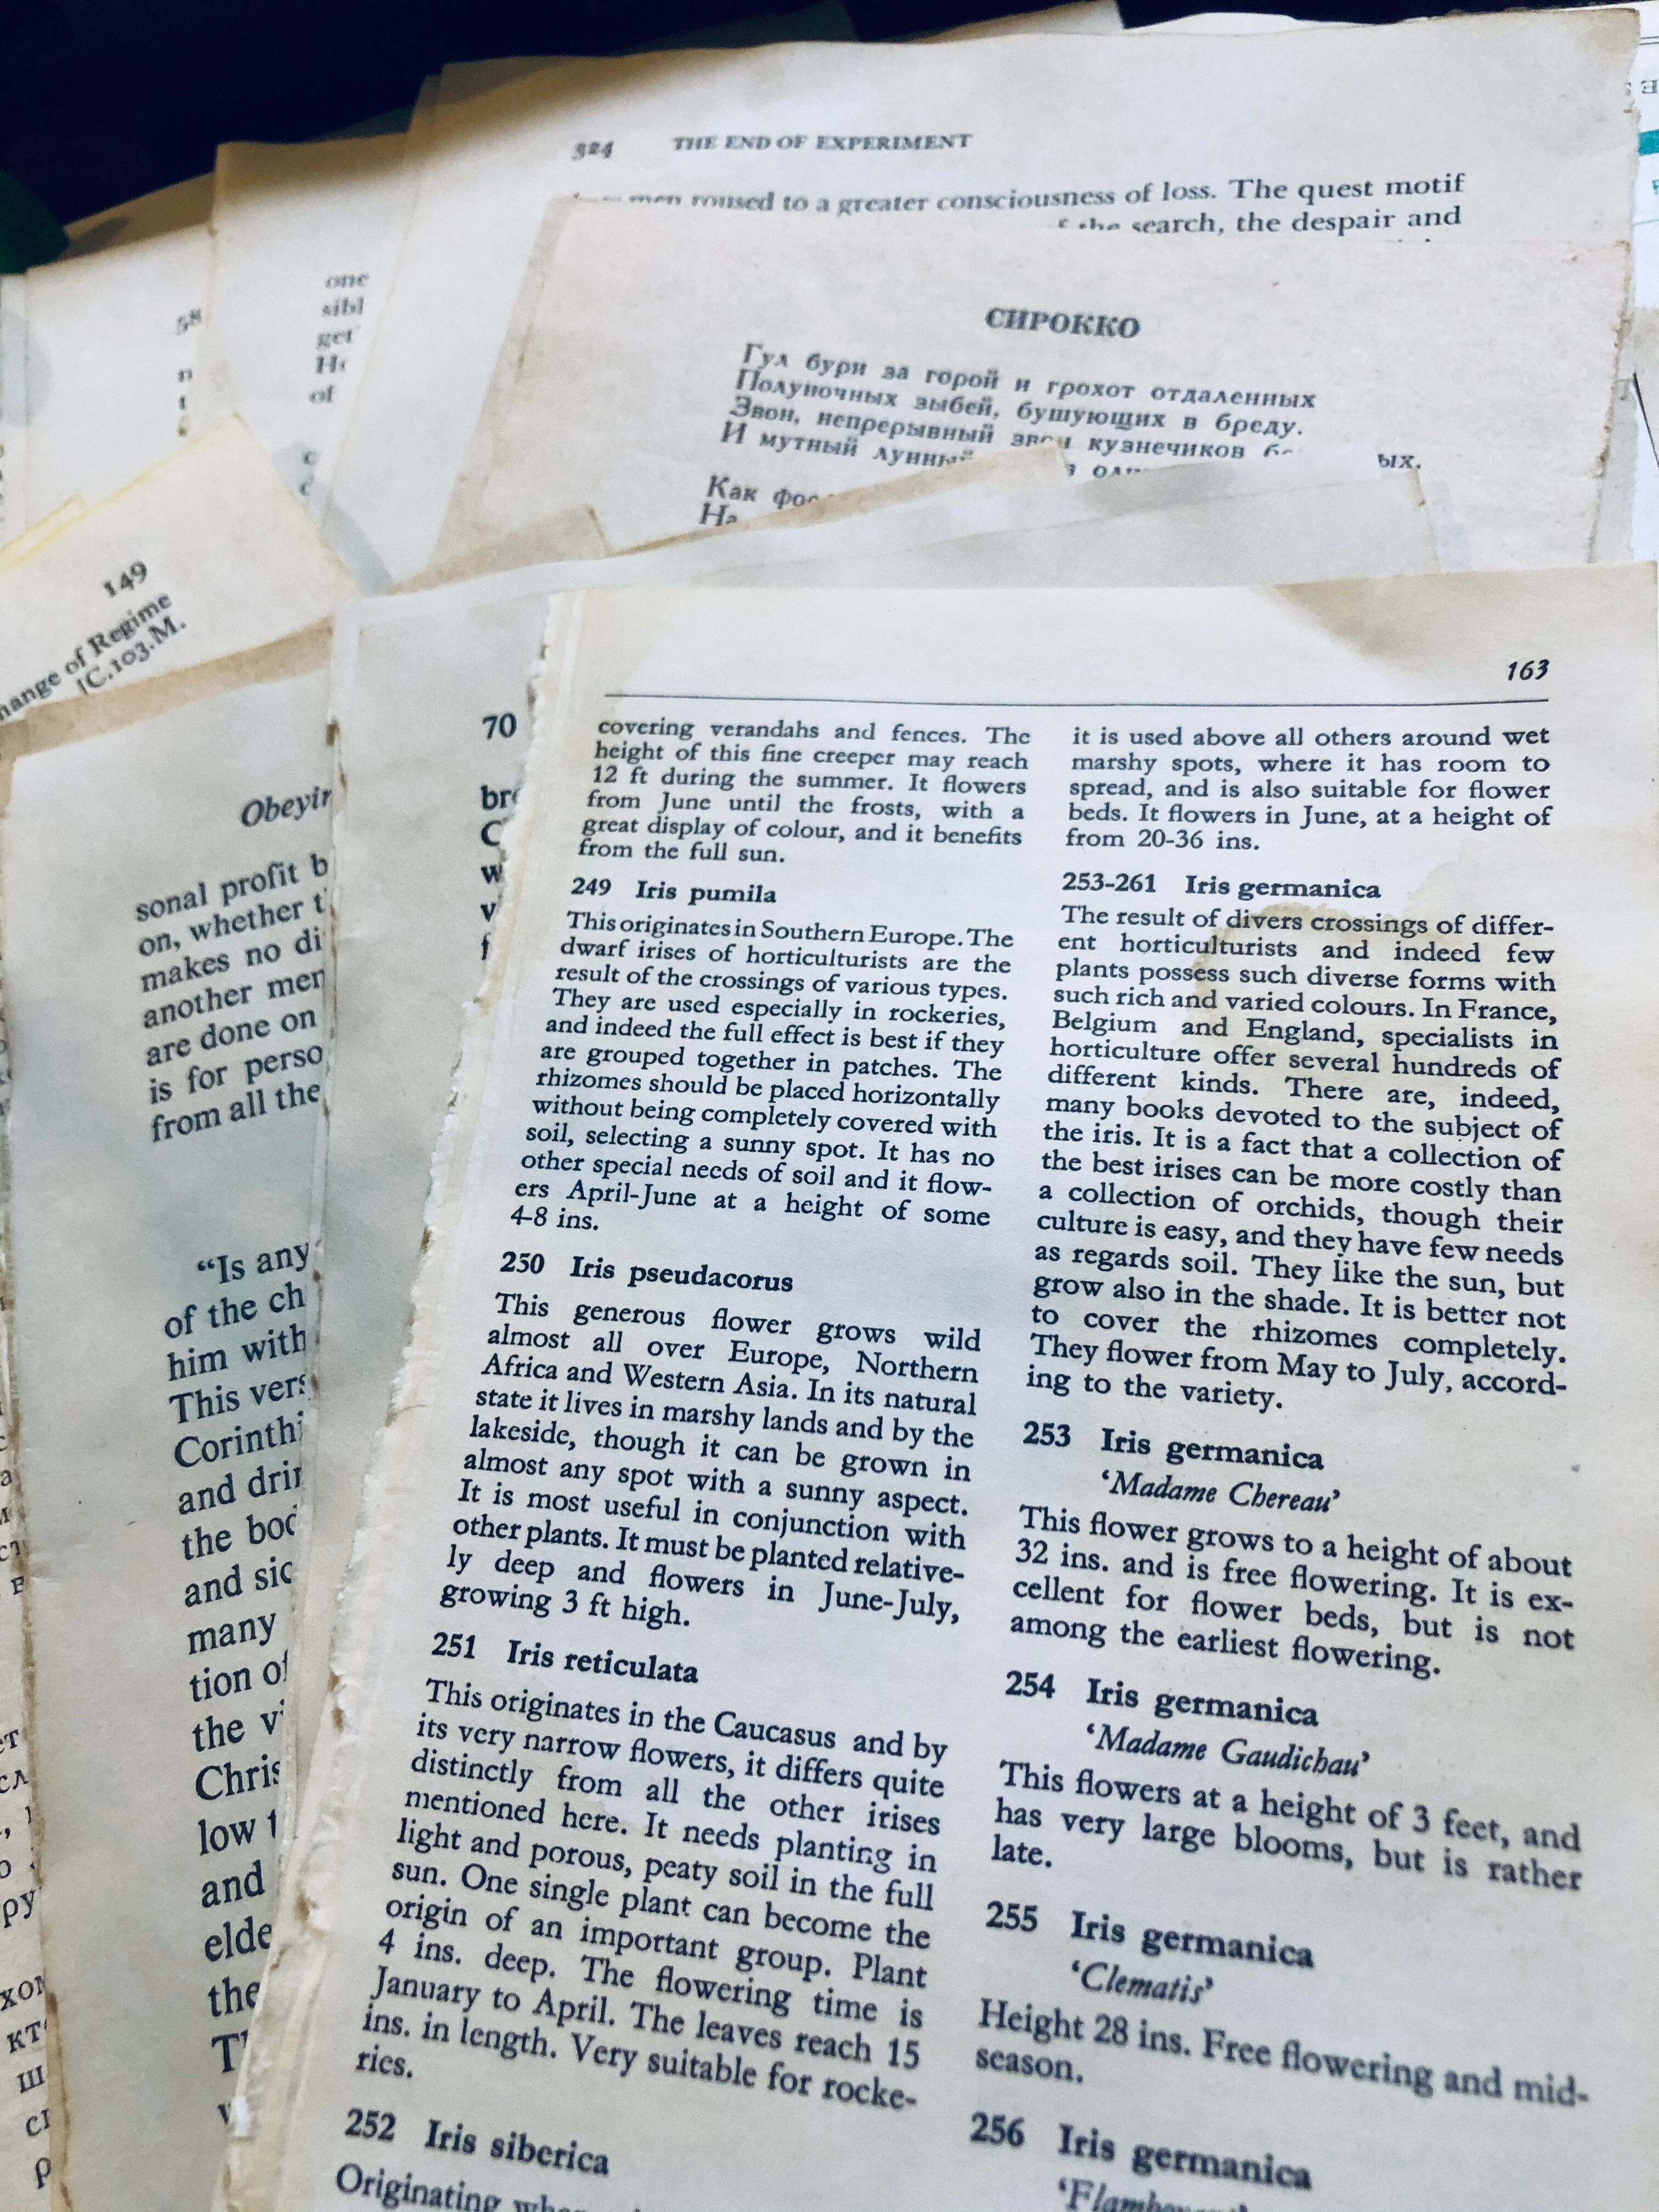 324 THE END OF EXPERIMENT
men roused to a greater consciousness of loss. The quest motif
the search, the despair and
58
one
sibl
get
of
СИРОККО
Гул бури за горой и грохот отдаленных
Полуночных зыбей, бушующих в бреду.
Звон, непрерывный звон кузнечиков
И мутный лунный
Как
149
hange of Regime
[C.103.M.
Obeyin
sonal profit b
on, whether t
makes no di
another men
are done on
is for perso
from all the
“Is any
of the ch
him with
This vers
Corinthi
and drin
the bod
and sic
many
tion of
the v
Chris
low t
and
elde
the
70
163
covering verandahs and fences. The
height of this fine creeper may reach
12 ft during the summer. It flowers
from June until the frosts, with a
great display of colour, and it benefits
from the full sun.
249 Iris pumila
This originates in Southern Europe. The
dwarf irises of horticulturists are the
result of the crossings of various types.
They are used especially in rockeries,
and indeed the full effect is best if they
are grouped together in patches. The
rhizomes should be placed horizontally
without being completely covered with
soil, selecting a sunny spot. It has no
other special needs of soil and it flow-
ers April-June at a height of some
4-8 ins.
250 Iris pseudacorus
This generous flower grows wild
almost all over Europe, Northern
Africa and Western Asia. In its natural
state it lives in marshy lands and by the
lakeside, though it can be grown in
almost any spot with a sunny aspect.
It is most useful in conjunction with
other plants. It must be planted relative-
ly deep and flowers in June-July,
growing 3 ft high.
251 Iris reticulata
This originates in the Caucasus and by
its very narrow flowers, it differs quite
distinctly from all the other irises
mentioned here. It needs planting in
light and porous, peaty soil in the full
sun. One single plant can become the
origin of an important group. Plant
4 ins. deep. The flowering time is
January to April. The leaves reach 15
ins. in length. Very suitable for rocke-
ries.
252 Iris siberica
Originating
it is used above all others around wet
marshy spots, where it has room to
spread, and is also suitable for flower
beds. It flowers in June, at a height of
from 20-36 ins.
253-261 Iris germanica
The result of divers crossings of differ-
ent horticulturists and indeed few
plants possess such diverse forms with
such rich and varied colours. In France,
Belgium and England, specialists in
horticulture offer several hundreds of
different kinds. There are, indeed,
many books devoted to the subject of
the iris. It is a fact that a collection of
the best irises can be more costly than
a collection of orchids, though their
culture is easy, and they have few needs
as regards soil. They like the sun, but
grow also in the shade. It is better not
to cover the rhizomes completely.
They flower from May to July, accord-
ing to the variety.
253 Iris germanica
‘Madame Chereau’
This flower grows to a height of about
32 ins. and is free flowering. It is ex-
cellent for flower beds, but is not
among the earliest flowering.
254 Iris germanica
‘Madame Gaudichau’
This flowers at a height of 3 feet, and
has very large blooms, but is rather
late.
255 Iris germanica
‘Clematis’
Height 28 ins. Free flowering and mid-
season.
256 Iris germanica